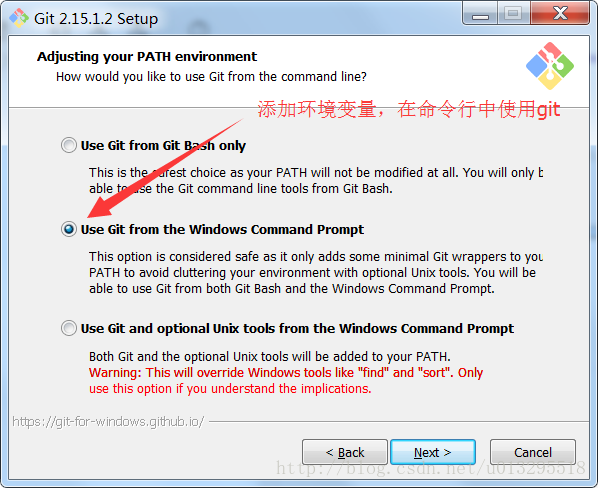 Git 2.15.1.2 Setup
Adjusting your PATH environment
How would you like to use Git from the command line?
添加环境变量，在命令行中使用git
Use Git from Git Bash only
This is the surest choice as your PATH will not be modified at all. You will only b
able to use the Git command line tools from Git Bash.
Use Git from the Windows Command Prompt
This option is considered safe as it only adds some minimal Git wrappers to you
PATH to avoid cluttering your environment with optional Unix tools. You will be
able to use Git from both Git Bash and the Windows Command Prompt.
Use Git and optional Unix tools from the Windows Command Prompt
Both Git and the optional Unix tools will be added to your PATH.
Warning: This will override Windows tools like "find" and "sort". Only
use this option if you understand the implications.
https://git-for-windows.github.io/
< Back
Next >
Cancel
http://blog.csdn.net/u013295518